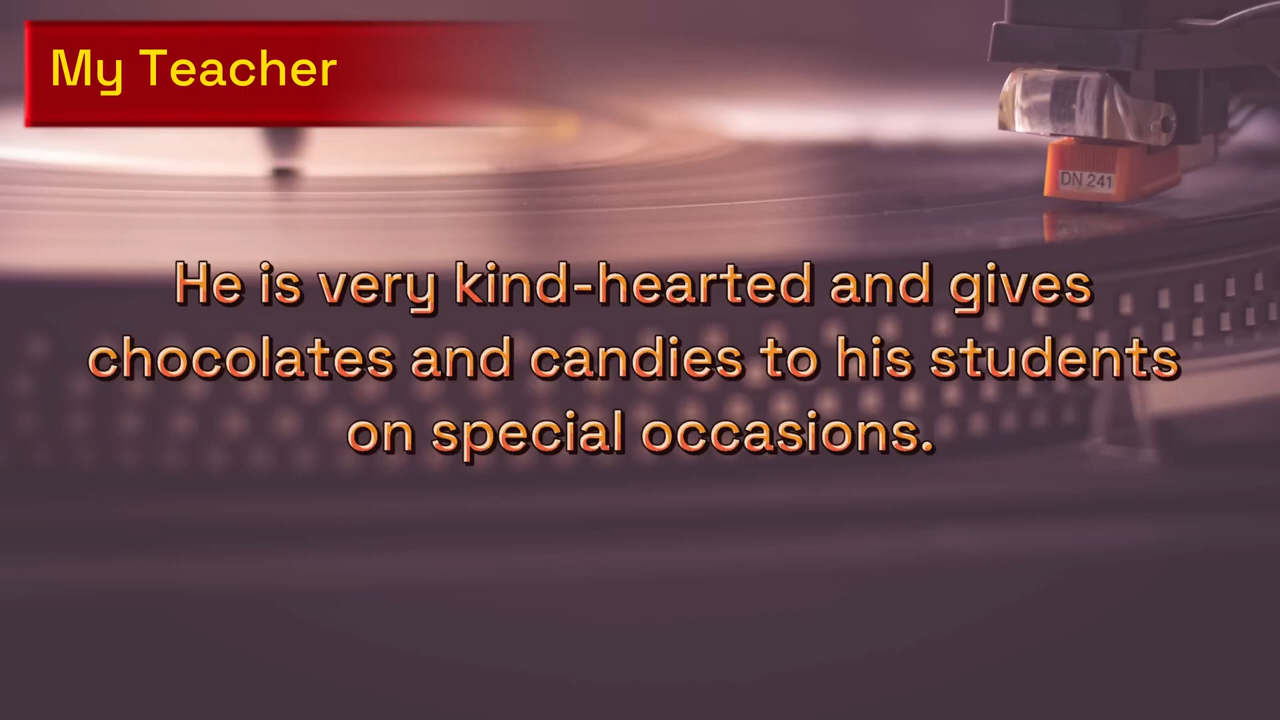 My Teacher
DN 241
He is very kind-hearted and gives
chocolates and candies to his students
on special occasions.